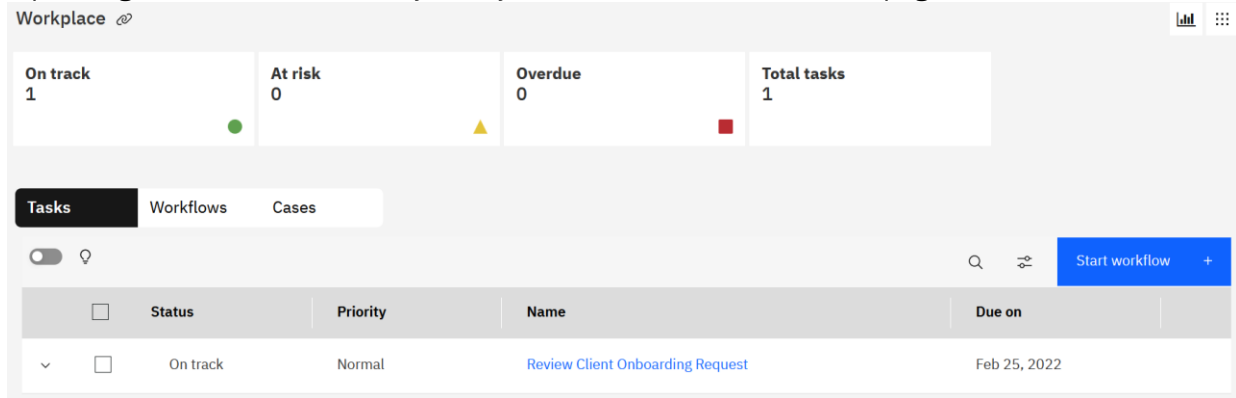 Workplace
On track At risk Overdue Total tasks
1 0 0 1
Tasks Workflows Cases
Start workflow +
Status Priority Name Due on
On track Normal Review Client Onboarding Request Feb 25, 2022